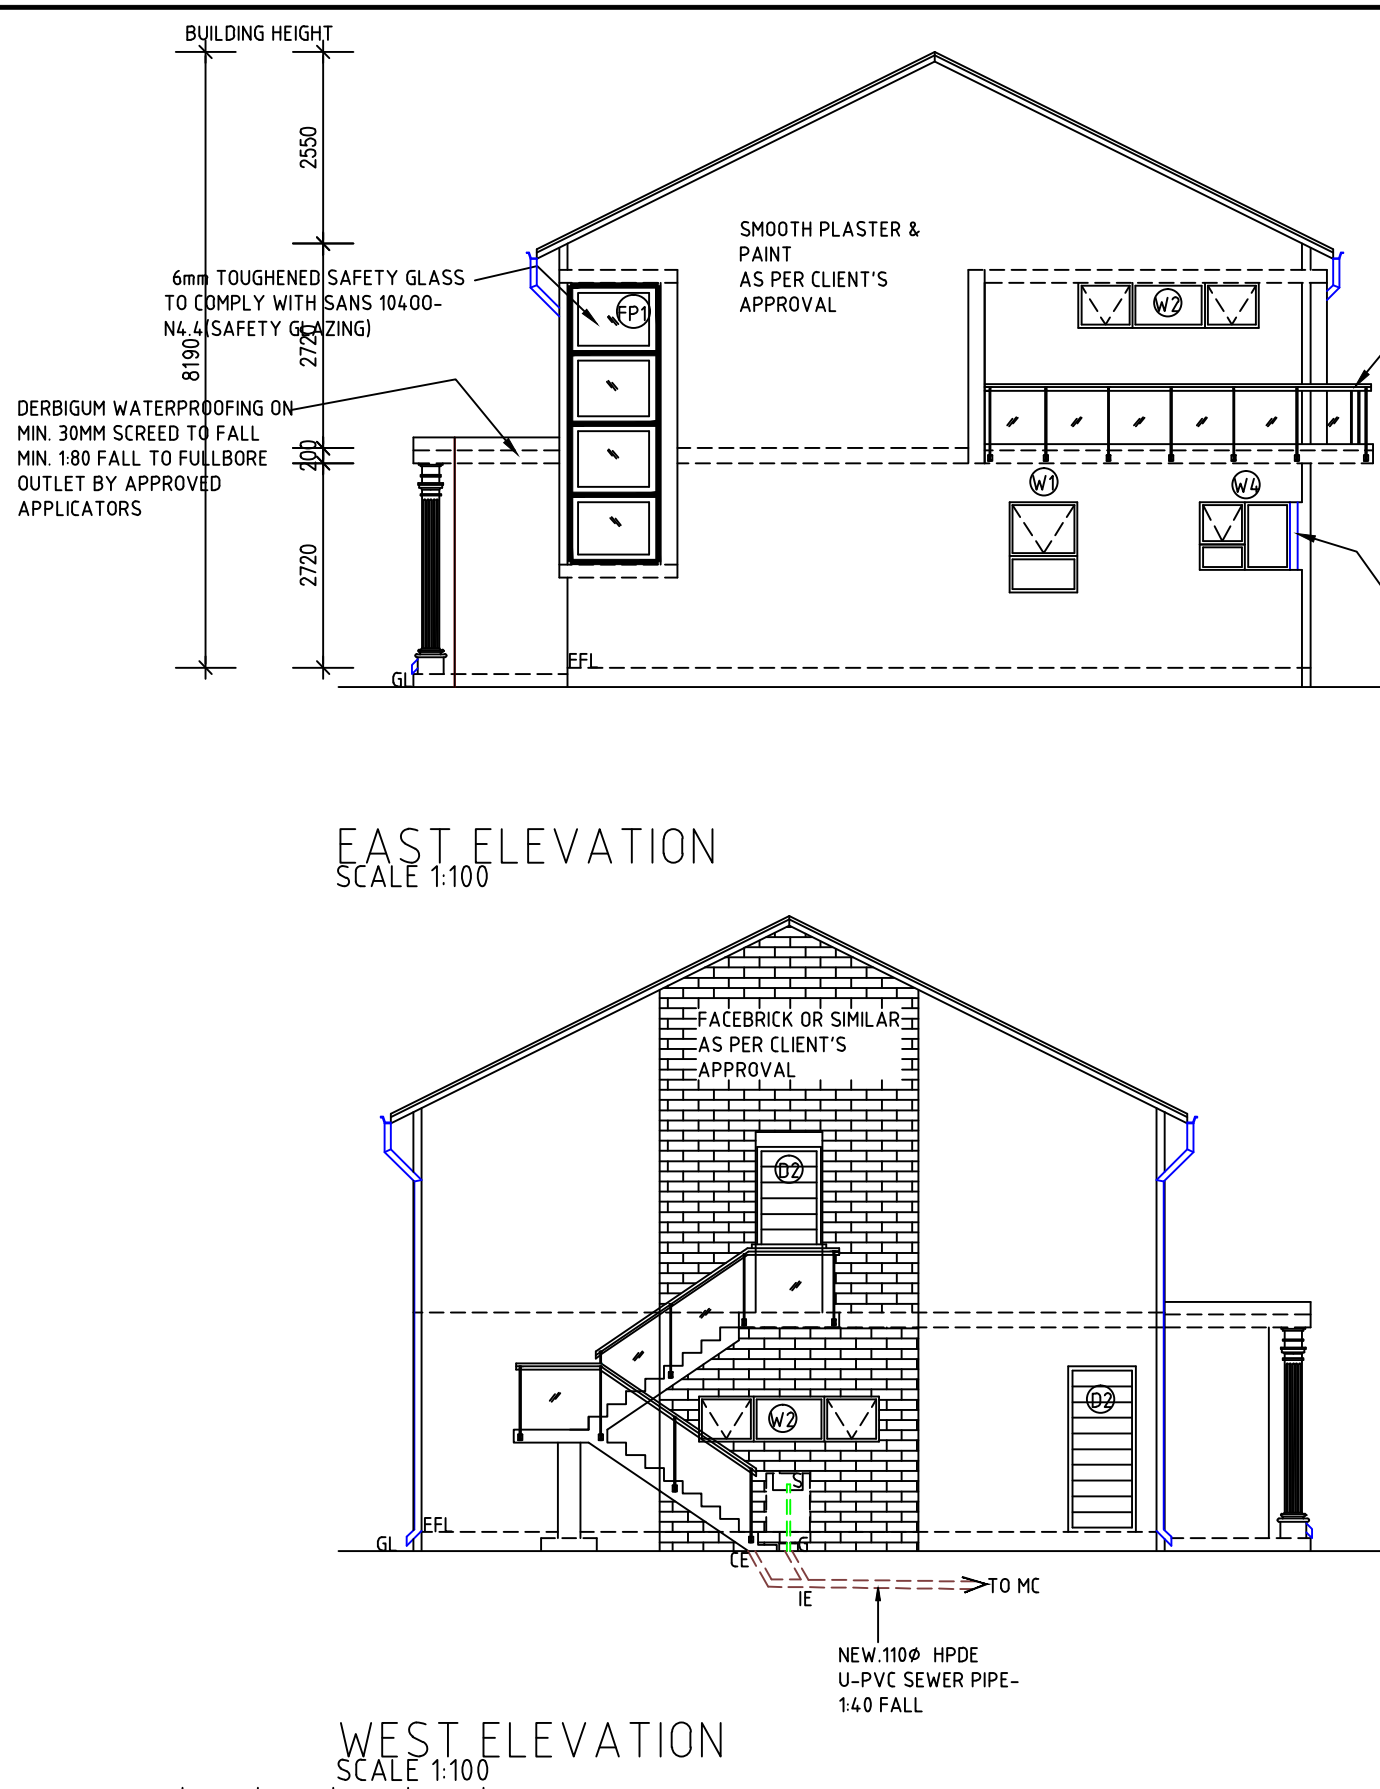 BUILDING HEIGHT
2550
2720
8190
200
2720
6mm TOUGHENED SAFETY GLASS
TO COMPLY WITH SANS 10400-
N4.4(SAFETY GLAZING)
DERBIGUM WATERPROOFING ON
MIN. 30MM SCREED TO FALL
MIN. 1:80 FALL TO FULLBORE
OUTLET BY APPROVED
APPLICATORS
SMOOTH PLASTER &
PAINT
AS PER CLIENT'S
APPROVAL
FP1
W2
W1
W4
FFL
GL
EAST ELEVATION
SCALE 1:100
FACEBRICK OR SIMILAR
AS PER CLIENT'S
APPROVAL
D2
W2
D2
S
G
FFL
GL
CE
IE
TO MC
NEW.110Ø HPDE
U-PVC SEWER PIPE-
1:40 FALL
WEST ELEVATION
SCALE 1:100